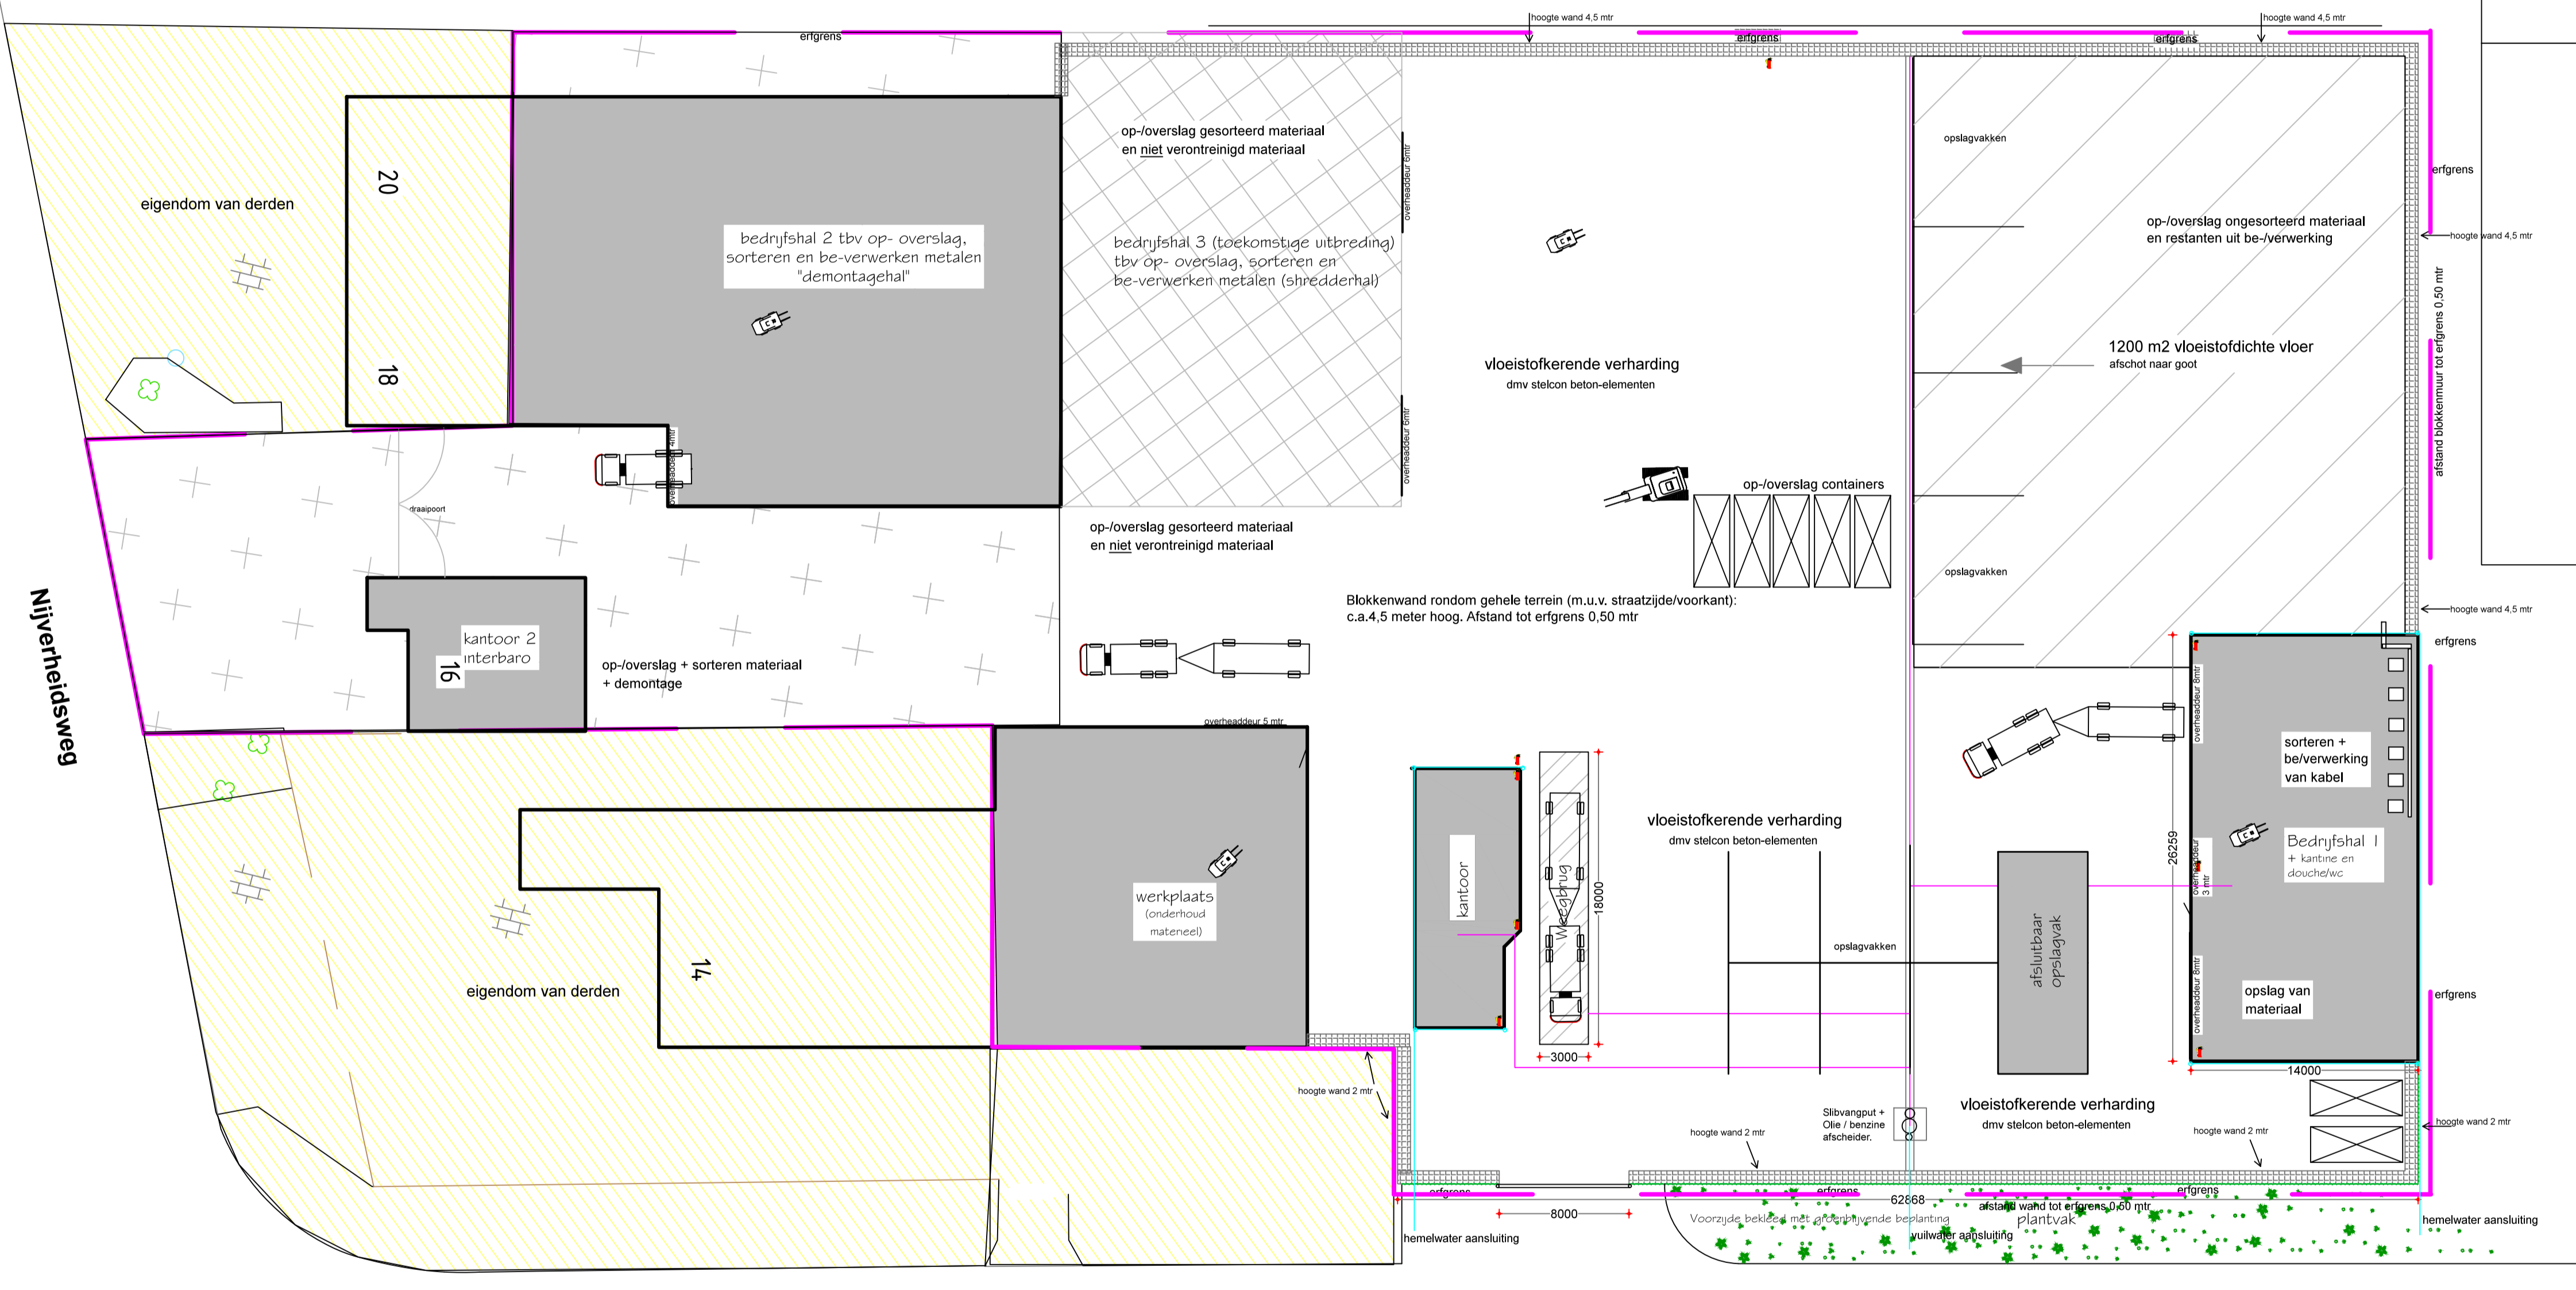 hoogte wand 4,5 mtr
hoogte wand 4,5 mtr
erfgrens
erfgrens
erfgrens
op-/overslag gesorteerd materiaal
en niet verontreinigd materiaal
overheaddeur 6mtr
opslagvakken
erfgrens
20
eigendom van derden
bedrijfshal 2 tbv op- overslag,
sorteren en be-verwerken metalen
"demontagehal"
bedrijfshal 3 (toekomstige uitbreding)
tbv op- overslag, sorteren en
be-verwerken metalen (shredderhal)
op-/overslag ongesorteerd materiaal
en restanten uit be-/verwerking
hoogte wand 4,5 mtr
afstand blokkenmuur tot erfgrens 0,50 mtr
18
vloeistofkerende verharding
dmv stelcon beton-elementen
1200 m2 vloeistofdichte vloer
afschot naar goot
overheaddeur 4mtr
overheaddeur 6mtr
op-/overslag containers
draaipoort
op-/overslag gesorteerd materiaal
en niet verontreinigd materiaal
opslagvakken
Blokkenwand rondom gehele terrein (m.u.v. straatzijde/voorkant):
c.a.4,5 meter hoog. Afstand tot erfgrens 0,50 mtr
hoogte wand 4,5 mtr
erfgrens
Nijverheidsweg
kantoor 2
interbaro
16
op-/overslag + sorteren materiaal
+ demontage
overheaddeur 5 mtr
overheaddeur 8mtr
sorteren +
be/verwerking
van kabel
vloeistofkerende verharding
dmv stelcon beton-elementen
26259
Bedrijfshal 1
+ kantine en
douche/wc
overheaddeur
3 mtr
werkplaats
(onderhoud
materieel)
kantoor
Weegbrug
18000
opslagvakken
afsluitbaar
opslagvak
overheaddeur 8mtr
opslag van
materiaal
erfgrens
14
eigendom van derden
3000
14000
hoogte wand 2 mtr
Slibvangput +
Olie / benzine
afscheider.
vloeistofkerende verharding
dmv stelcon beton-elementen
hoogte wand 2 mtr
hoogte wand 2 mtr
hoogte wand 2 mtr
erfgrens
erfgrens
erfgrens
62868
afstand wand tot erfgrens 0,50 mtr
8000
Voorzijde bekleed met groenblijvende beplanting
plantvak
hemelwater aansluiting
vuilwater aansluiting
hemelwater aansluiting